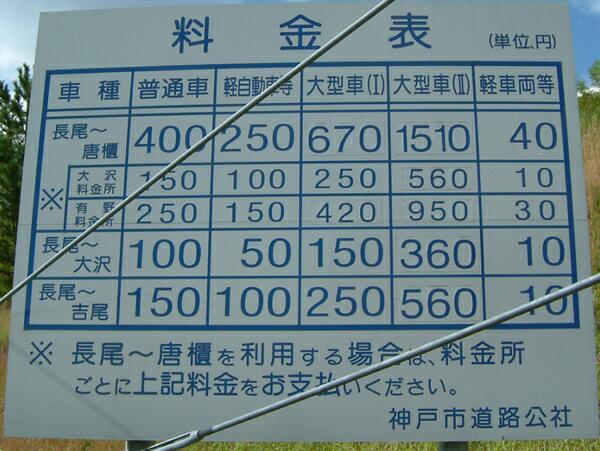 料金表 (単位、円)
車種 普通車 軽自動車等 大型車(I) 大型車(II) 軽車両等
長尾～唐櫃 400 250 670 1510 40
※ 大沢料金所 150 100 250 560 10
有野料金所 250 150 420 950 30
長尾～大沢 100 50 150 360 10
長尾～吉尾 150 100 250 560 10
※ 長尾～唐櫃を利用する場合は、料金所
ごとに上記料金をお支払いください。
神戸市道路公社